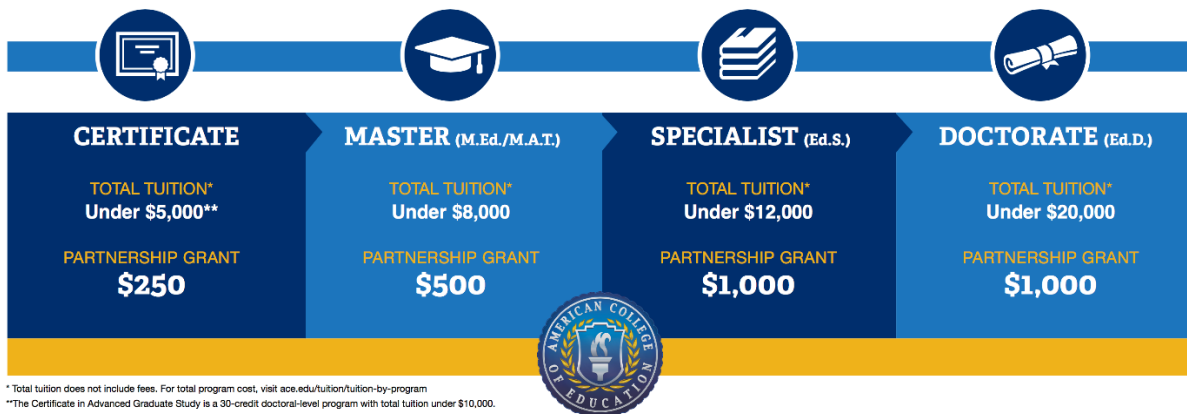 CERTIFICATE
TOTAL TUITION*
Under $5,000**
PARTNERSHIP GRANT
$250
MASTER (M.Ed./M.A.T.)
TOTAL TUITION*
Under $8,000
PARTNERSHIP GRANT
$500
SPECIALIST (Ed.S.)
TOTAL TUITION*
Under $12,000
PARTNERSHIP GRANT
$1,000
DOCTORATE (Ed.D.)
TOTAL TUITION*
Under $20,000
PARTNERSHIP GRANT
$1,000
AMERICAN COLLEGE
OF EDUCATION
* Total tuition does not include fees. For total program cost, visit ace.edu/tuition/tuition-by-program
**The Certificate in Advanced Graduate Study is a 30-credit doctoral-level program with total tuition under $10,000.